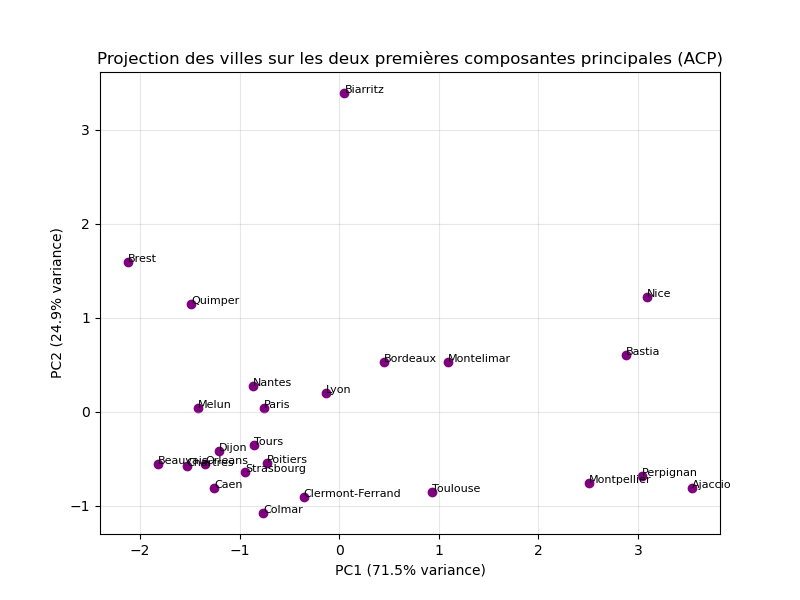 Projection des villes sur les deux premières composantes principales (ACP)
Biarritz
3
2
Brest
Quimper
Nice
1
Bastia
Bordeaux
Montelimar
Nantes
Lyon
Melun
Paris
0
Tours
Dijon
Poitiers
Beauvais
Chartres
Orleans
Strasbourg
Perpignan
Montpellier
Ajaccio
Caen
Toulouse
Clermont-Ferrand
−1
Colmar
−2
−1
0
1
2
3
PC1 (71.5% variance)
PC2 (24.9% variance)